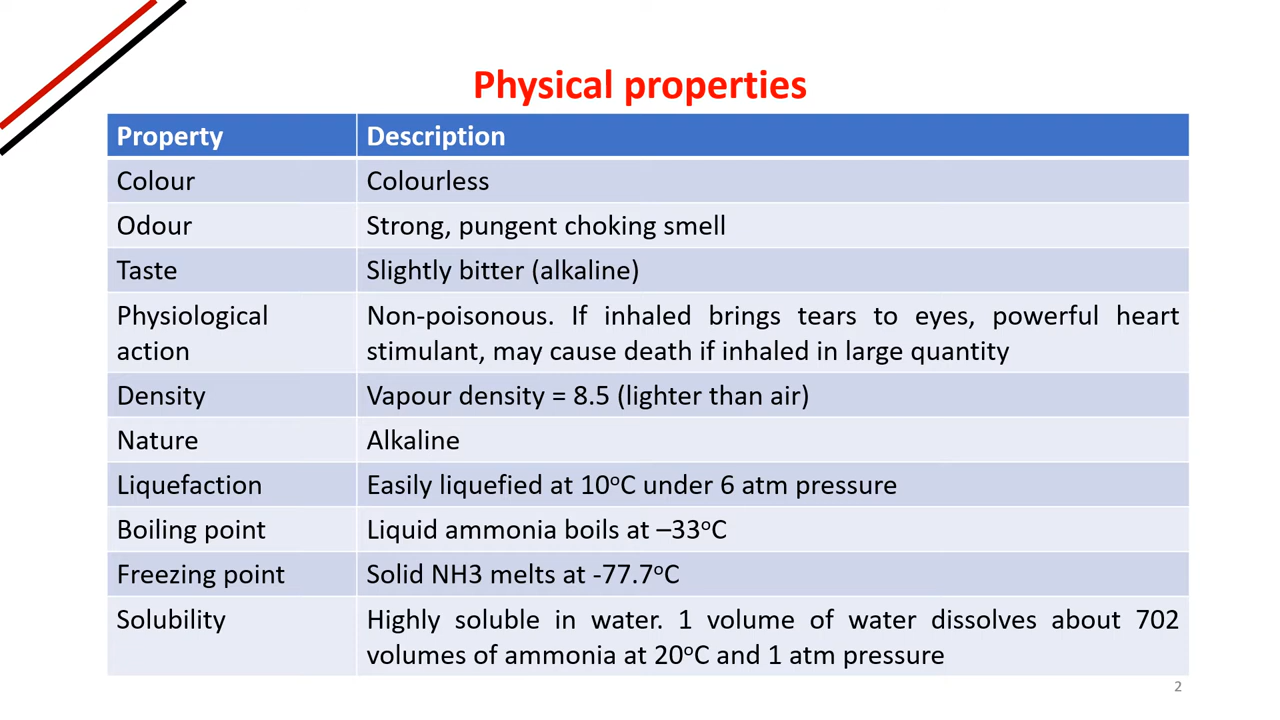 Physical properties
Property Description
Colour Colourless
Odour Strong, pungent choking smell
Taste Slightly bitter (alkaline)
Physiological action Non-poisonous. If inhaled brings tears to eyes, powerful heart
stimulant, may cause death if inhaled in large quantity
Density Vapour density = 8.5 (lighter than air)
Nature Alkaline
Liquefaction Easily liquefied at 10°C under 6 atm pressure
Boiling point Liquid ammonia boils at –33°C
Freezing point Solid NH3 melts at -77.7°C
Solubility Highly soluble in water. 1 volume of water dissolves about 702
volumes of ammonia at 20°C and 1 atm pressure
2